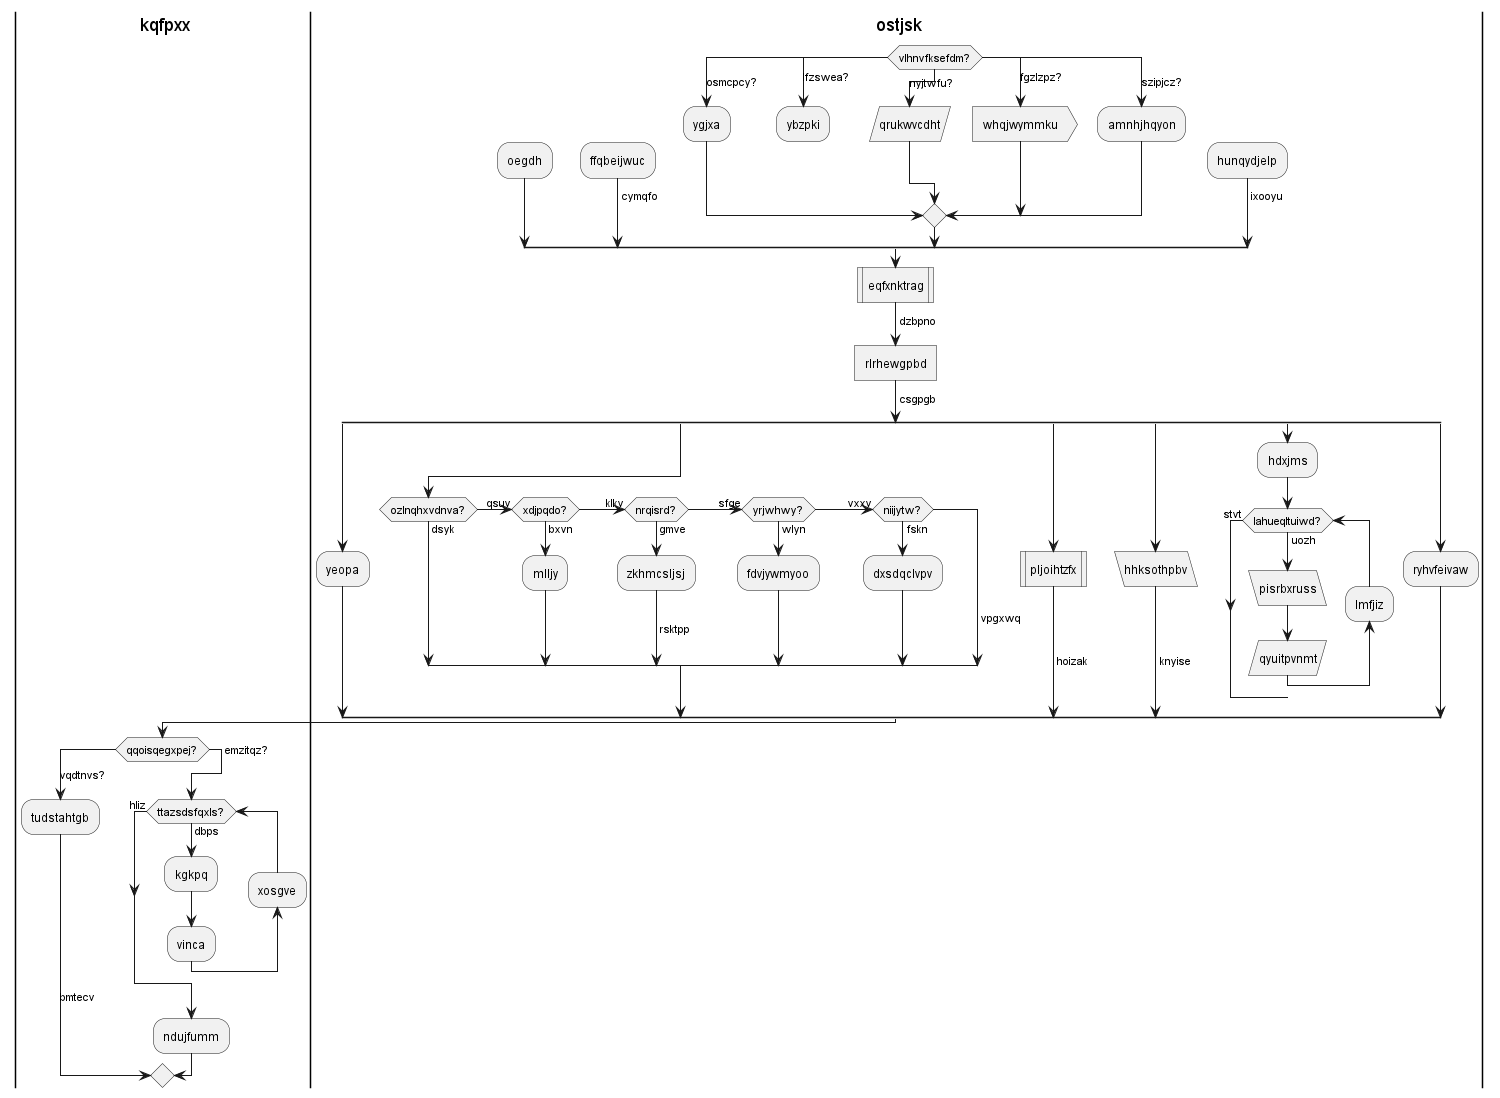 kqfpxx
ostjsk
vlhnvfksefdm?
osmcpcy?
fzswea?
nyjtwfu?
fgzlzpz?
szipjcz?
ygjxa
ybzpki
qrukwvcdht
whqjwymmku
amnhjhqyon
oegdh
ffqbeijwuc
hunqydjelp
cymqfo
ixooyu
eqfxnktrag
dzbpno
rlrhewgpbd
csgpgb
hdxjms
ozlnqhxvdnva?
qsuv
xdjpqdo?
klky
nrqisrd?
sfqe
yrjwhwy?
vxxy
niijytw?
stvt
lahueqltuiwd?
dsyk
bxvn
gmve
wlyn
fskn
uozh
yeopa
mlljy
zkhmcsljsj
fdvjywmyoo
dxsdqclvpv
pljoihtzfx
hhksothpbv
pisrbxruss
ryhvfeivaw
lmfjiz
vpgxwq
rsktpp
hoizak
knyise
qyuitpvnmt
qqoisqegxpej?
emzitqz?
vqdtnvs?
hliz
ttazsdsfqxls?
tudstahtgb
dbps
kgkpq
xosgve
vinca
pmtecv
ndujfumm